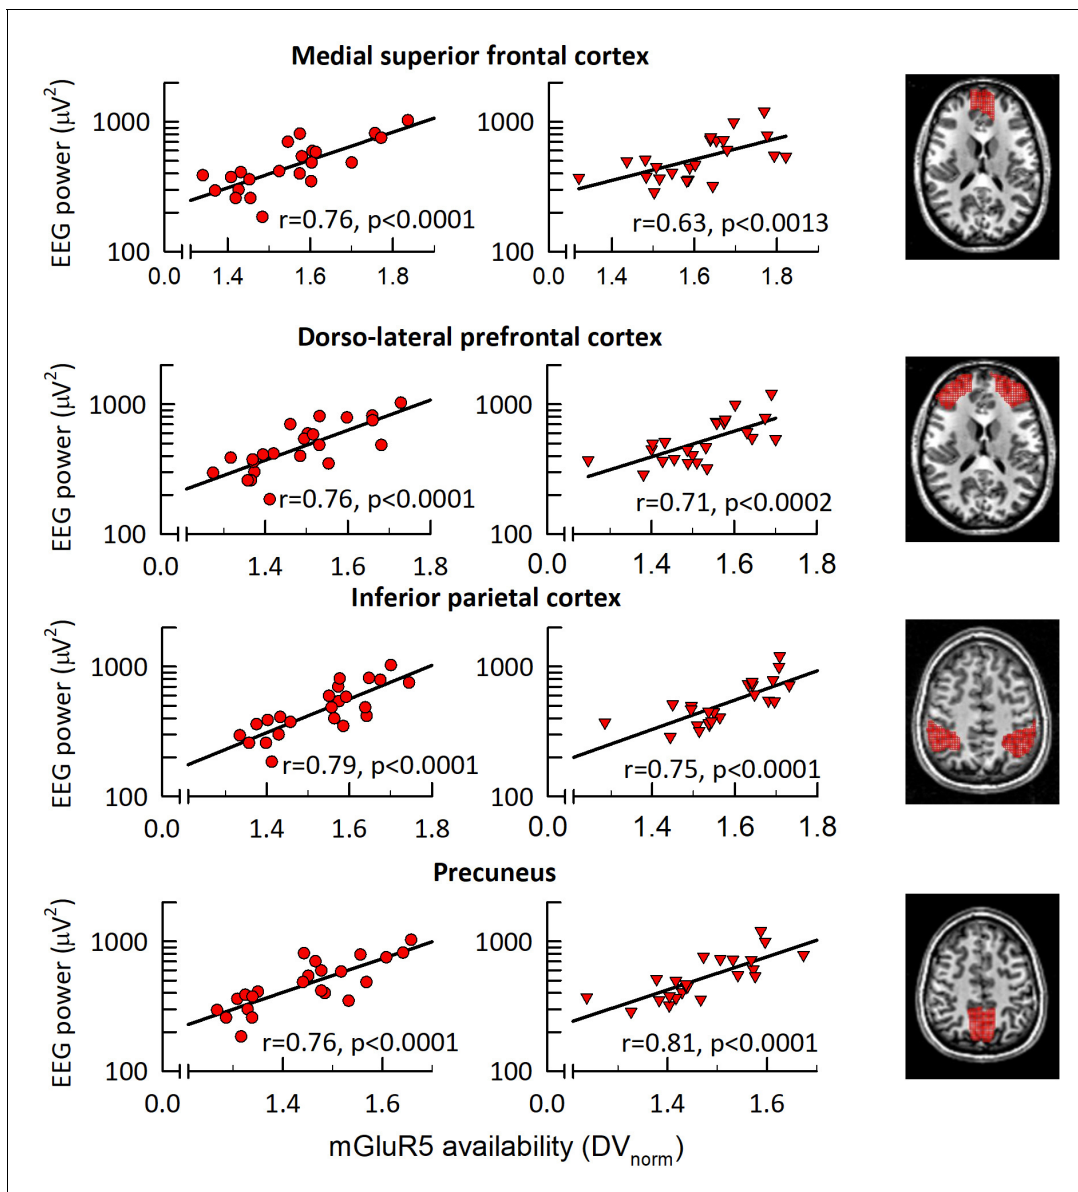 Medial superior frontal cortex
EEG power (μV²)
1000
100
0.0 1.4 1.6 1.8
r=0.76, p<0.0001
1000
100
0.0 1.4 1.6 1.8
r=0.63, p<0.0013
Dorso-lateral prefrontal cortex
EEG power (μV²)
1000
100
0.0 1.4 1.6 1.8
r=0.76, p<0.0001
1000
100
0.0 1.4 1.6 1.8
r=0.71, p<0.0002
Inferior parietal cortex
EEG power (μV²)
1000
100
0.0 1.4 1.6 1.8
r=0.79, p<0.0001
1000
100
0.0 1.4 1.6 1.8
r=0.75, p<0.0001
Precuneus
EEG power (μV²)
1000
100
0.0 1.4 1.6
r=0.76, p<0.0001
1000
100
0.0 1.4 1.6
r=0.81, p<0.0001
mGluR5 availability (DVnorm)